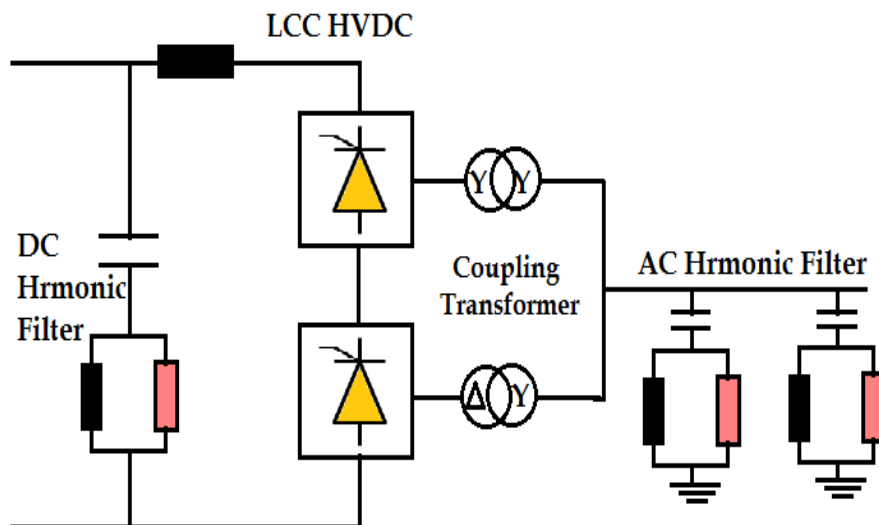 LCC HVDC
Y Y
DC
Hrmonic
Filter
Coupling
Transformer
AC Hrmonic Filter
Δ Y